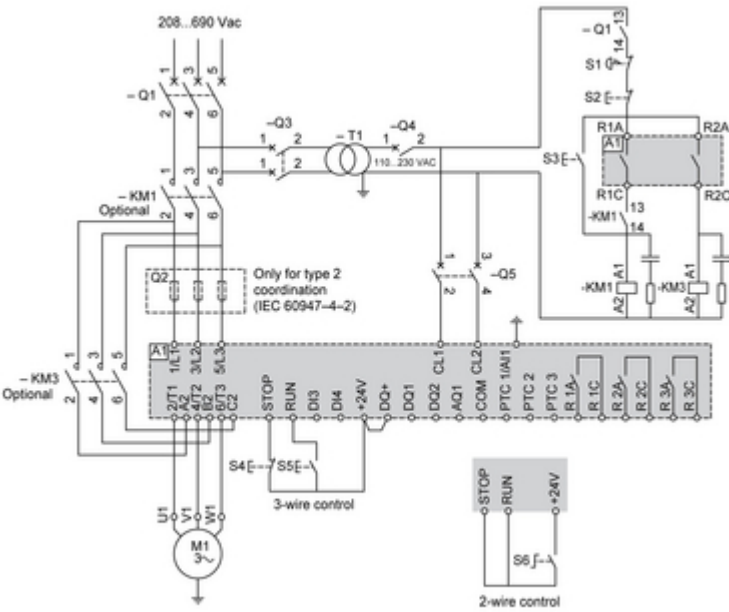 208...690 Vac
1 3 5
– Q1
2 4 6
–Q3
1 2
1 2
– T1
110...230 VAC
–Q4
1 2
– Q1
13
14
S1
S2
R1A R2A
A1
S3
R1C R2C
-KM1
13
14
A1 A1
-KM1 -KM3
A2 A2
1 3 5
– KM1
Optional
2 4 6
Q2
Only for type 2
coordination
(IEC 60947–4–2)
1 3
–Q5
2 4
1 3 5
– KM3
Optional
2 4 6
A1
1/L1 3/L2 5/L3 CL1 CL2 PTC 1/AI1
2/T1 A2 4/T2 B2 6/T3 C2 STOP RUN DI3 DI4 +24V DQ+ DQ1 DQ2 AQ1 COM PTC 2 PTC 3 R 1A R 1C R 2A R 2C R 3A R 3C
S4 S5
3-wire control
U1 V1 W1
M1
3
STOP RUN +24V
S6
2-wire control